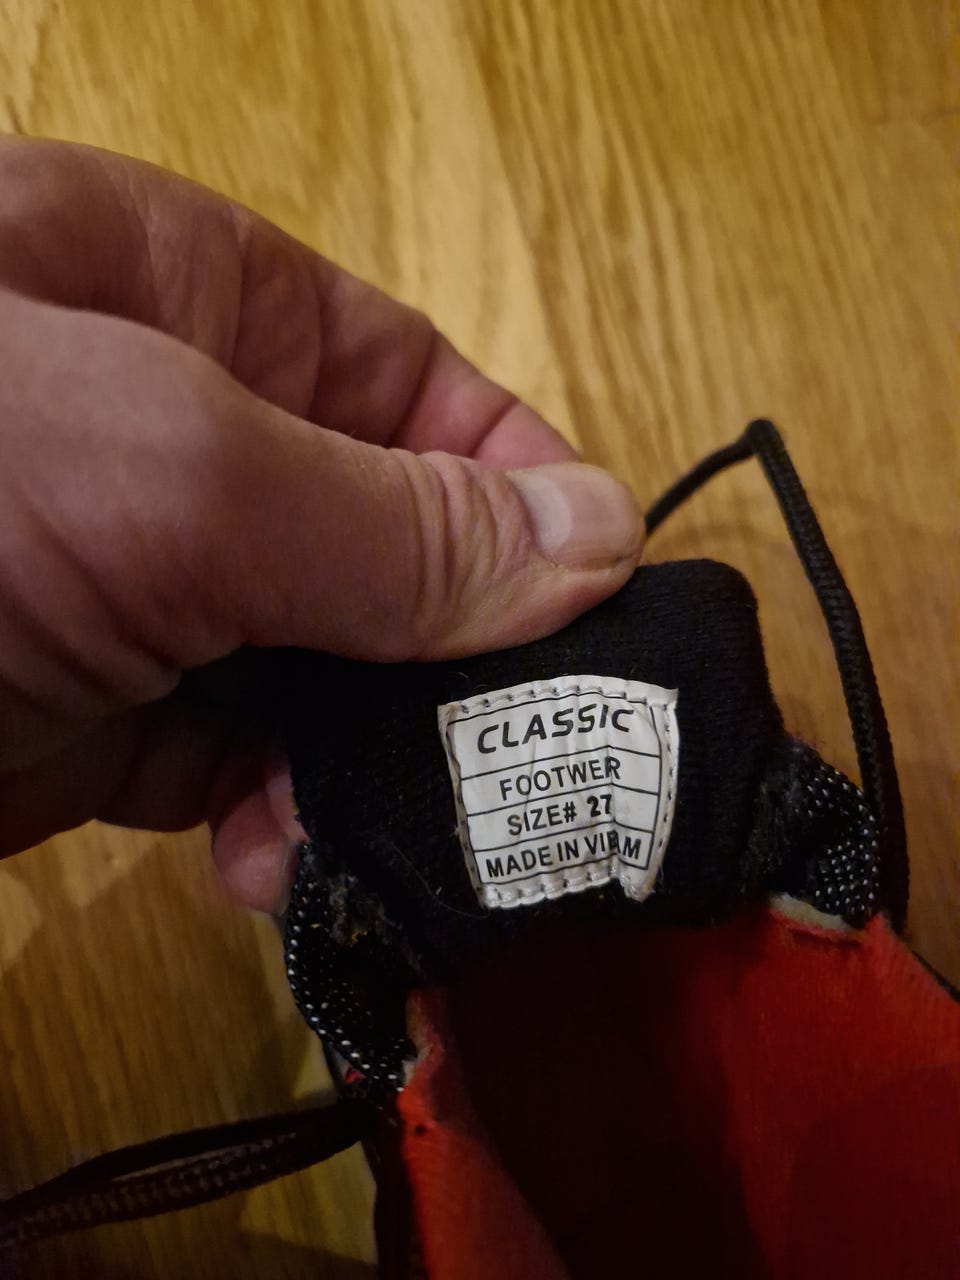 CLASSIC
FOOTWER
SIZE# 27
MADE IN